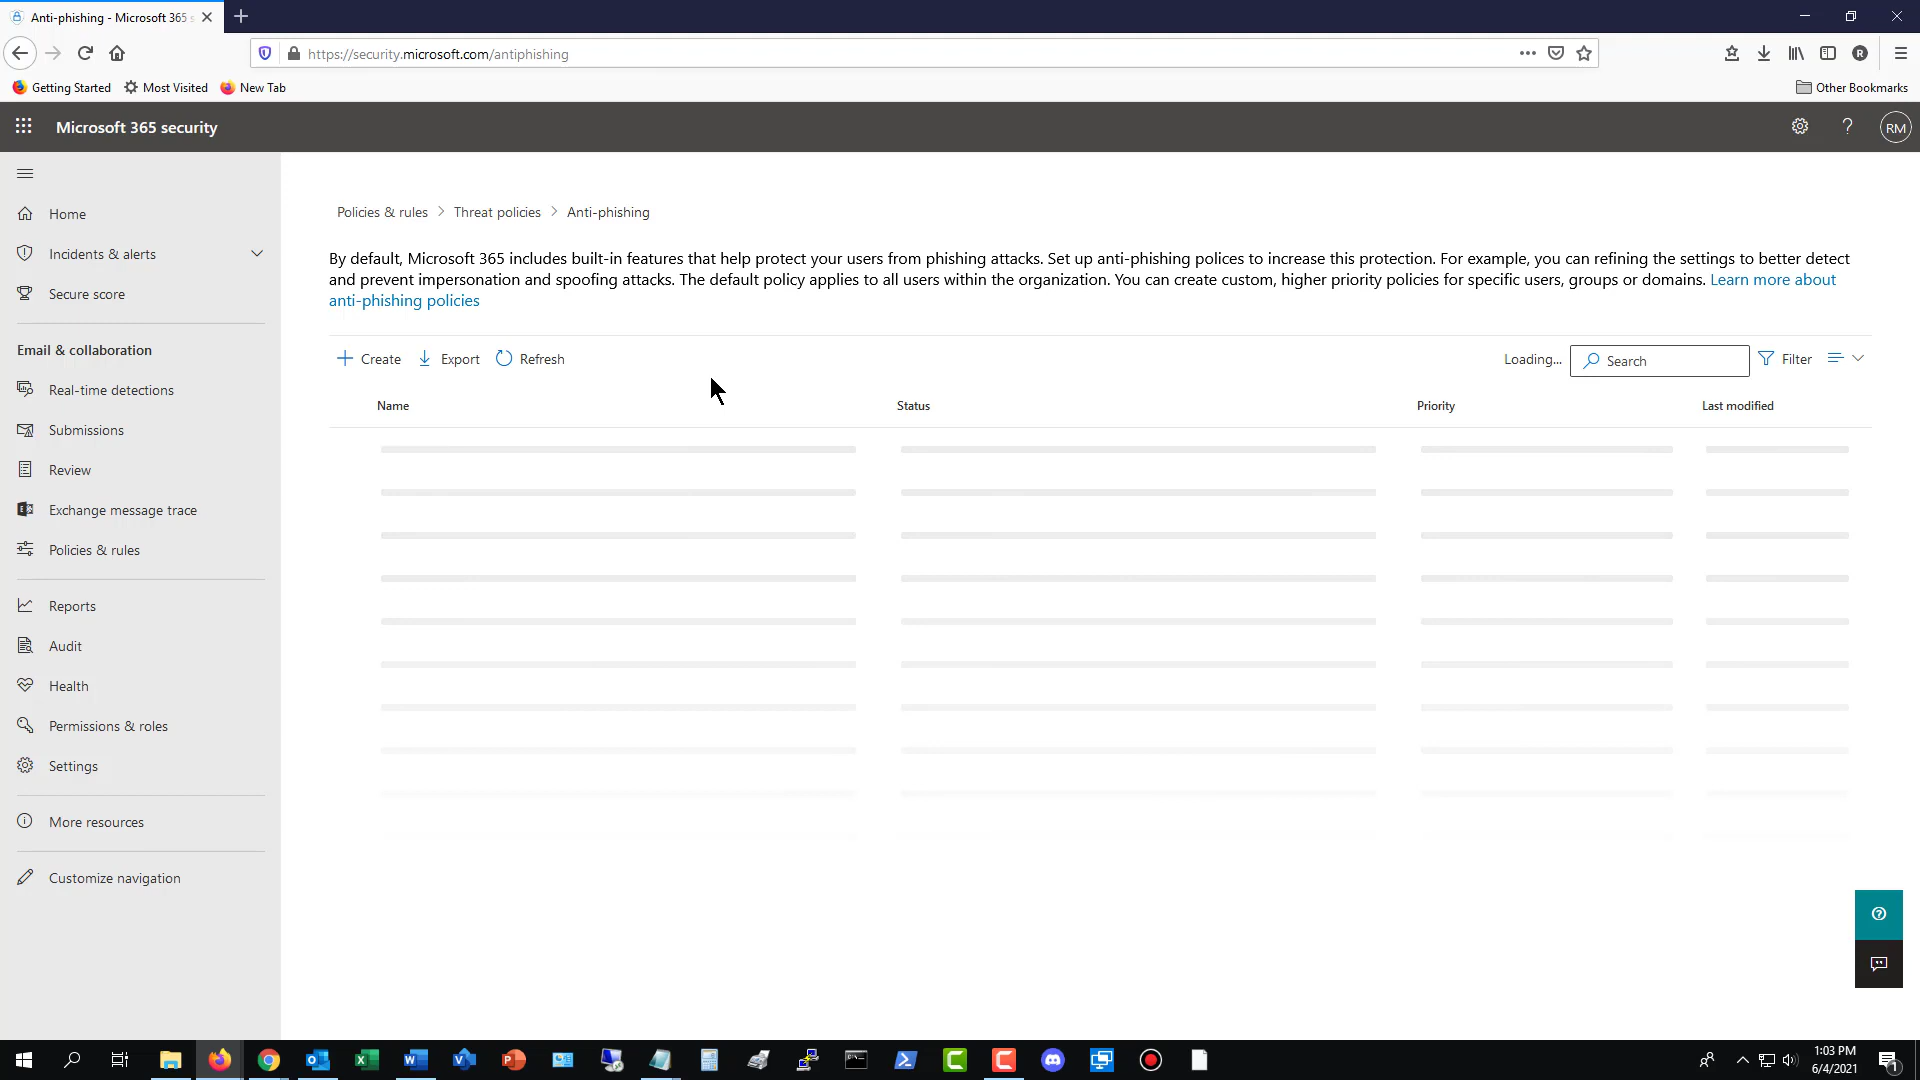 Anti-phishing - Microsoft 365 s
https://security.microsoft.com/antiphishing
Getting Started
Most Visited
New Tab
Other Bookmarks
Microsoft 365 security
?
RM
Home
Incidents & alerts
Secure score
Email & collaboration
Real-time detections
Submissions
Review
Exchange message trace
Policies & rules
Reports
Audit
Health
Permissions & roles
Settings
More resources
Customize navigation
Policies & rules > Threat policies > Anti-phishing
By default, Microsoft 365 includes built-in features that help protect your users from phishing attacks. Set up anti-phishing polices to increase this protection. For example, you can refining the settings to better detect
and prevent impersonation and spoofing attacks. The default policy applies to all users within the organization. You can create custom, higher priority policies for specific users, groups or domains. Learn more about
anti-phishing policies
Create
Export
Refresh
Loading...
Search
Filter
Name
Status
Priority
Last modified
1:03 PM
6/4/2021
1